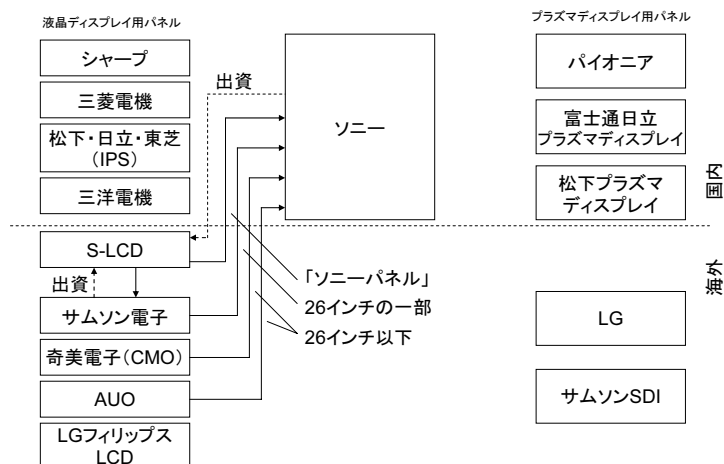 液晶ディスプレイ用パネル
シャープ
三菱電機
松下・日立・東芝
(IPS)
三洋電機
S-LCD
出資
サムソン電子
奇美電子(CMO)
AUO
LGフィリップス
LCD
出資
ソニー
「ソニーパネル」
26インチの一部
26インチ以下
プラズマディスプレイ用パネル
パイオニア
富士通日立
プラズマディスプレイ
松下プラズマ
ディスプレイ
国内
海外
LG
サムソンSDI